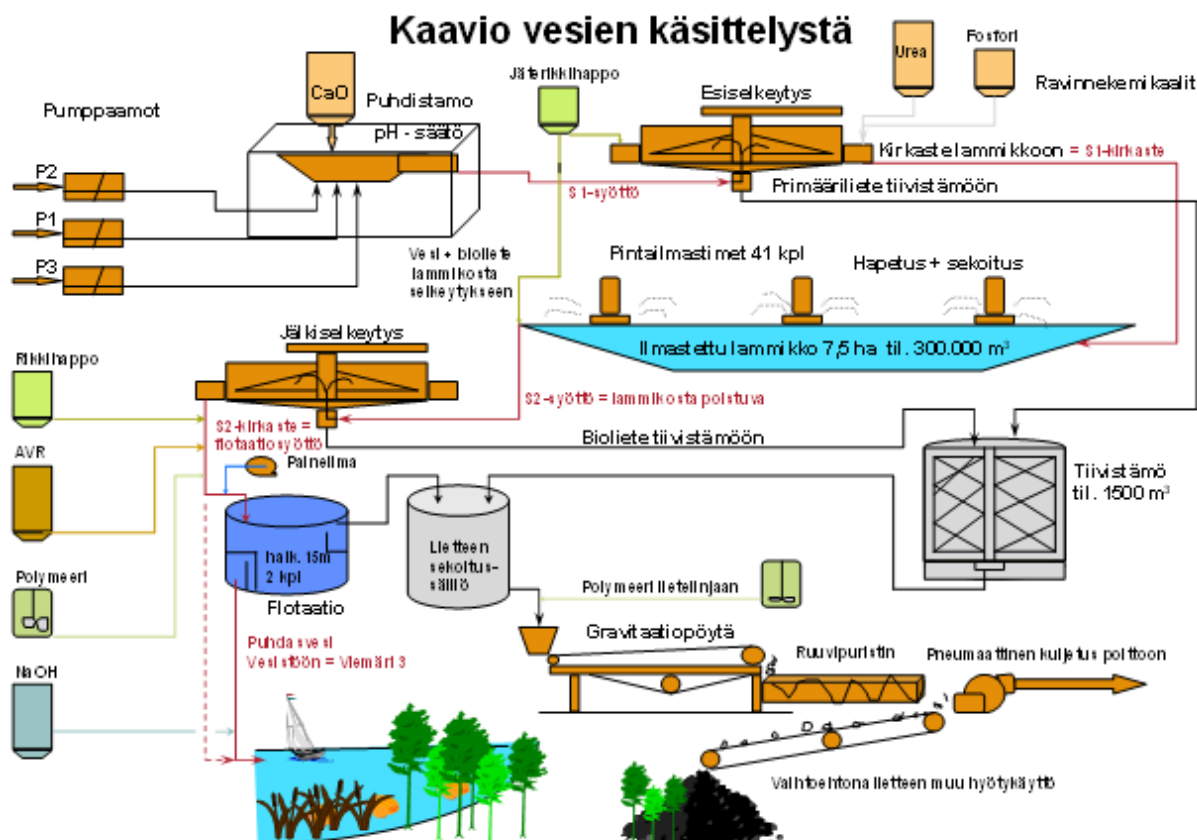 Kaavio vesien käsittelystä
Urea
Fosfori
Ravinnekemikaalit
Jäterikkihappo
Esiselkeytys
CaO
Puhdistamo
pH - säätö
Pumppaamot
P2
P1
P3
Kirkaste lammikkoon = S1-kirkaste
S1-syöttö
Primääriliete tiivistämöön
Vesi + bioliete
lammikosta
selkeytykseen
Pintailmastimet 41 kpl
Hapetus + sekoitus
Ilmastettu lammikko 7,5 ha til. 300.000 m³
Jälkiselkeytys
Rikkihappo
S2-syöttö = lammikosta poistuva
S2-kirkaste =
flotaatiosyöttö
Bioliete tiivistämöön
AVR
Paineilma
Tiivistämö
til. 1500 m³
halk. 15m
2 kpl
Flotaatio
Lietteen
sekoitus-
säiliö
Polymeeri
Polymeeri lietelinjaan
Gravitaatiopöytä
Puhdas vesi
Vesistöön = Viemäri 3
Ruuvipuristin
Pneumaattinen kuljetus polttoon
NaOH
Vaihtoehtona lietteen muu hyötykäyttö